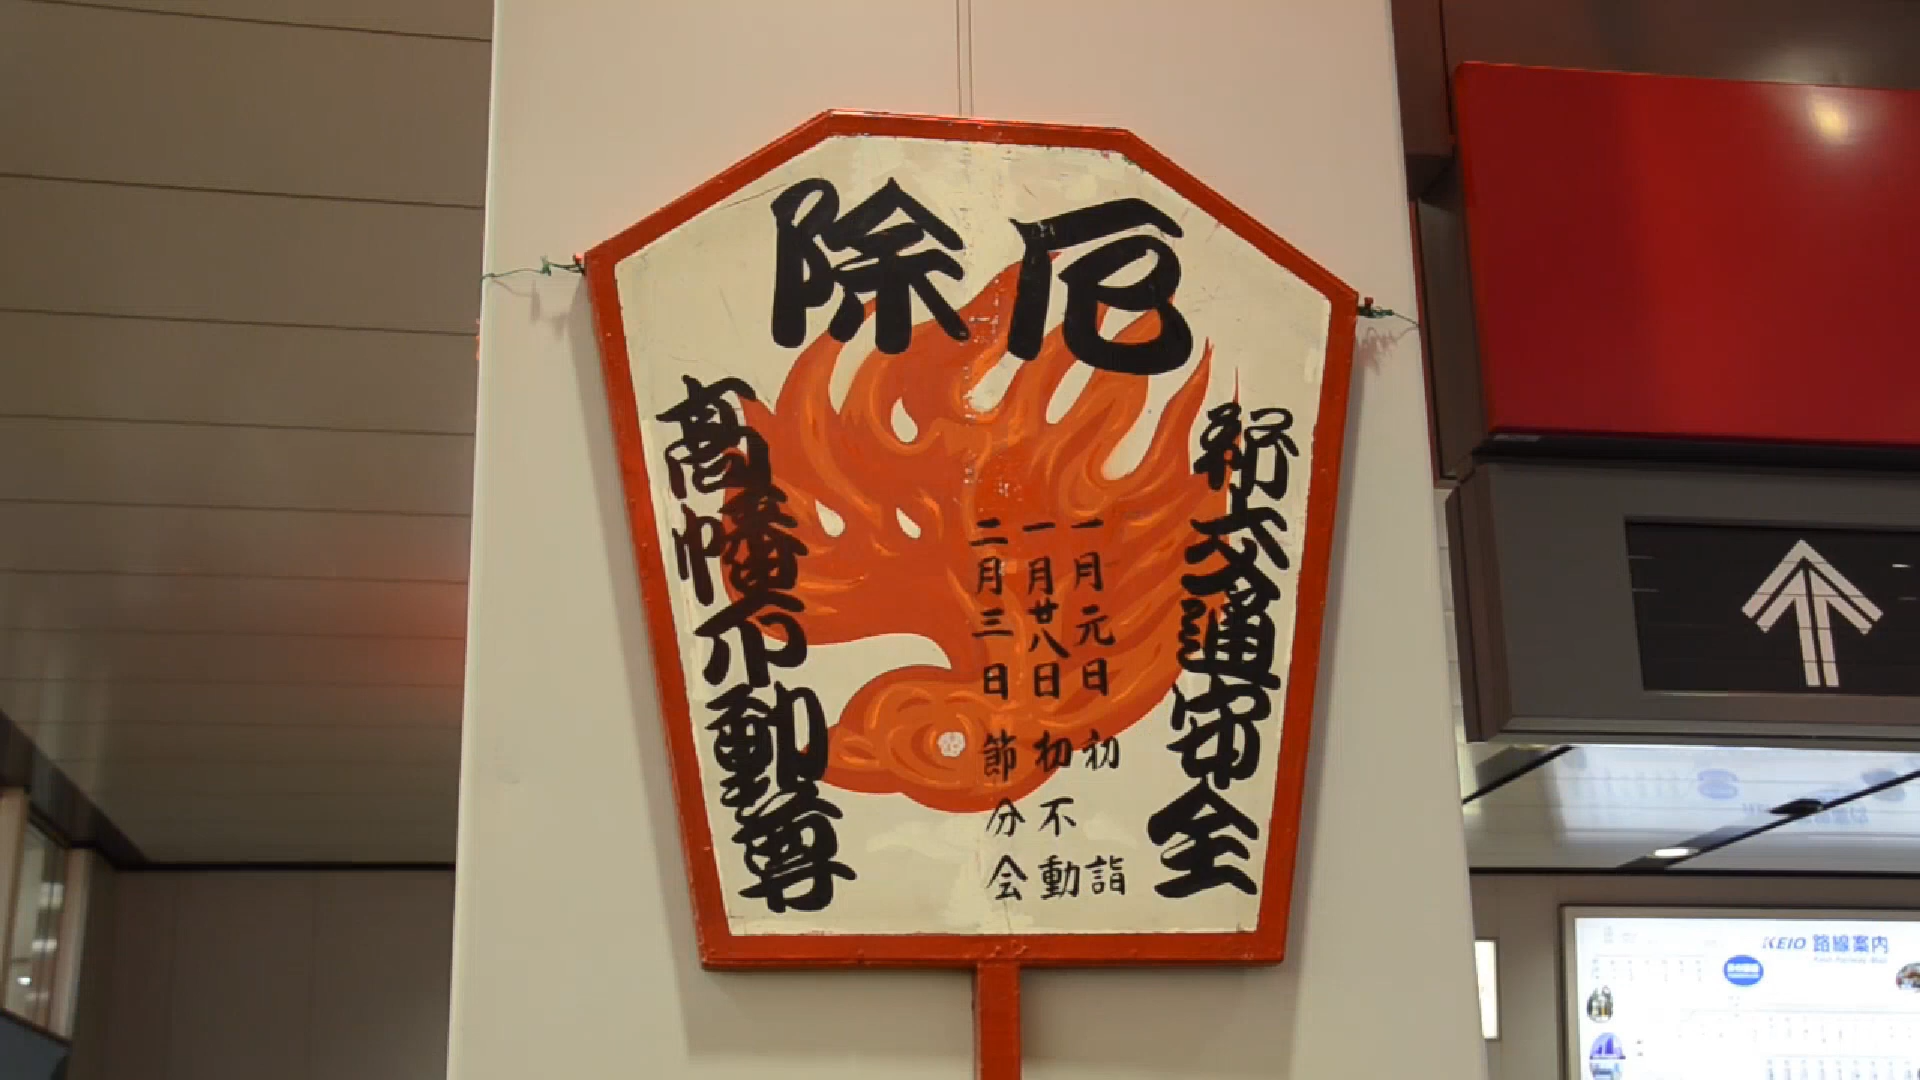 厄除
祈交通安全
一月元日 初詣
一月廿八日 初不動
二月三日 節分会
高幡不動尊
KEIO 路線案内